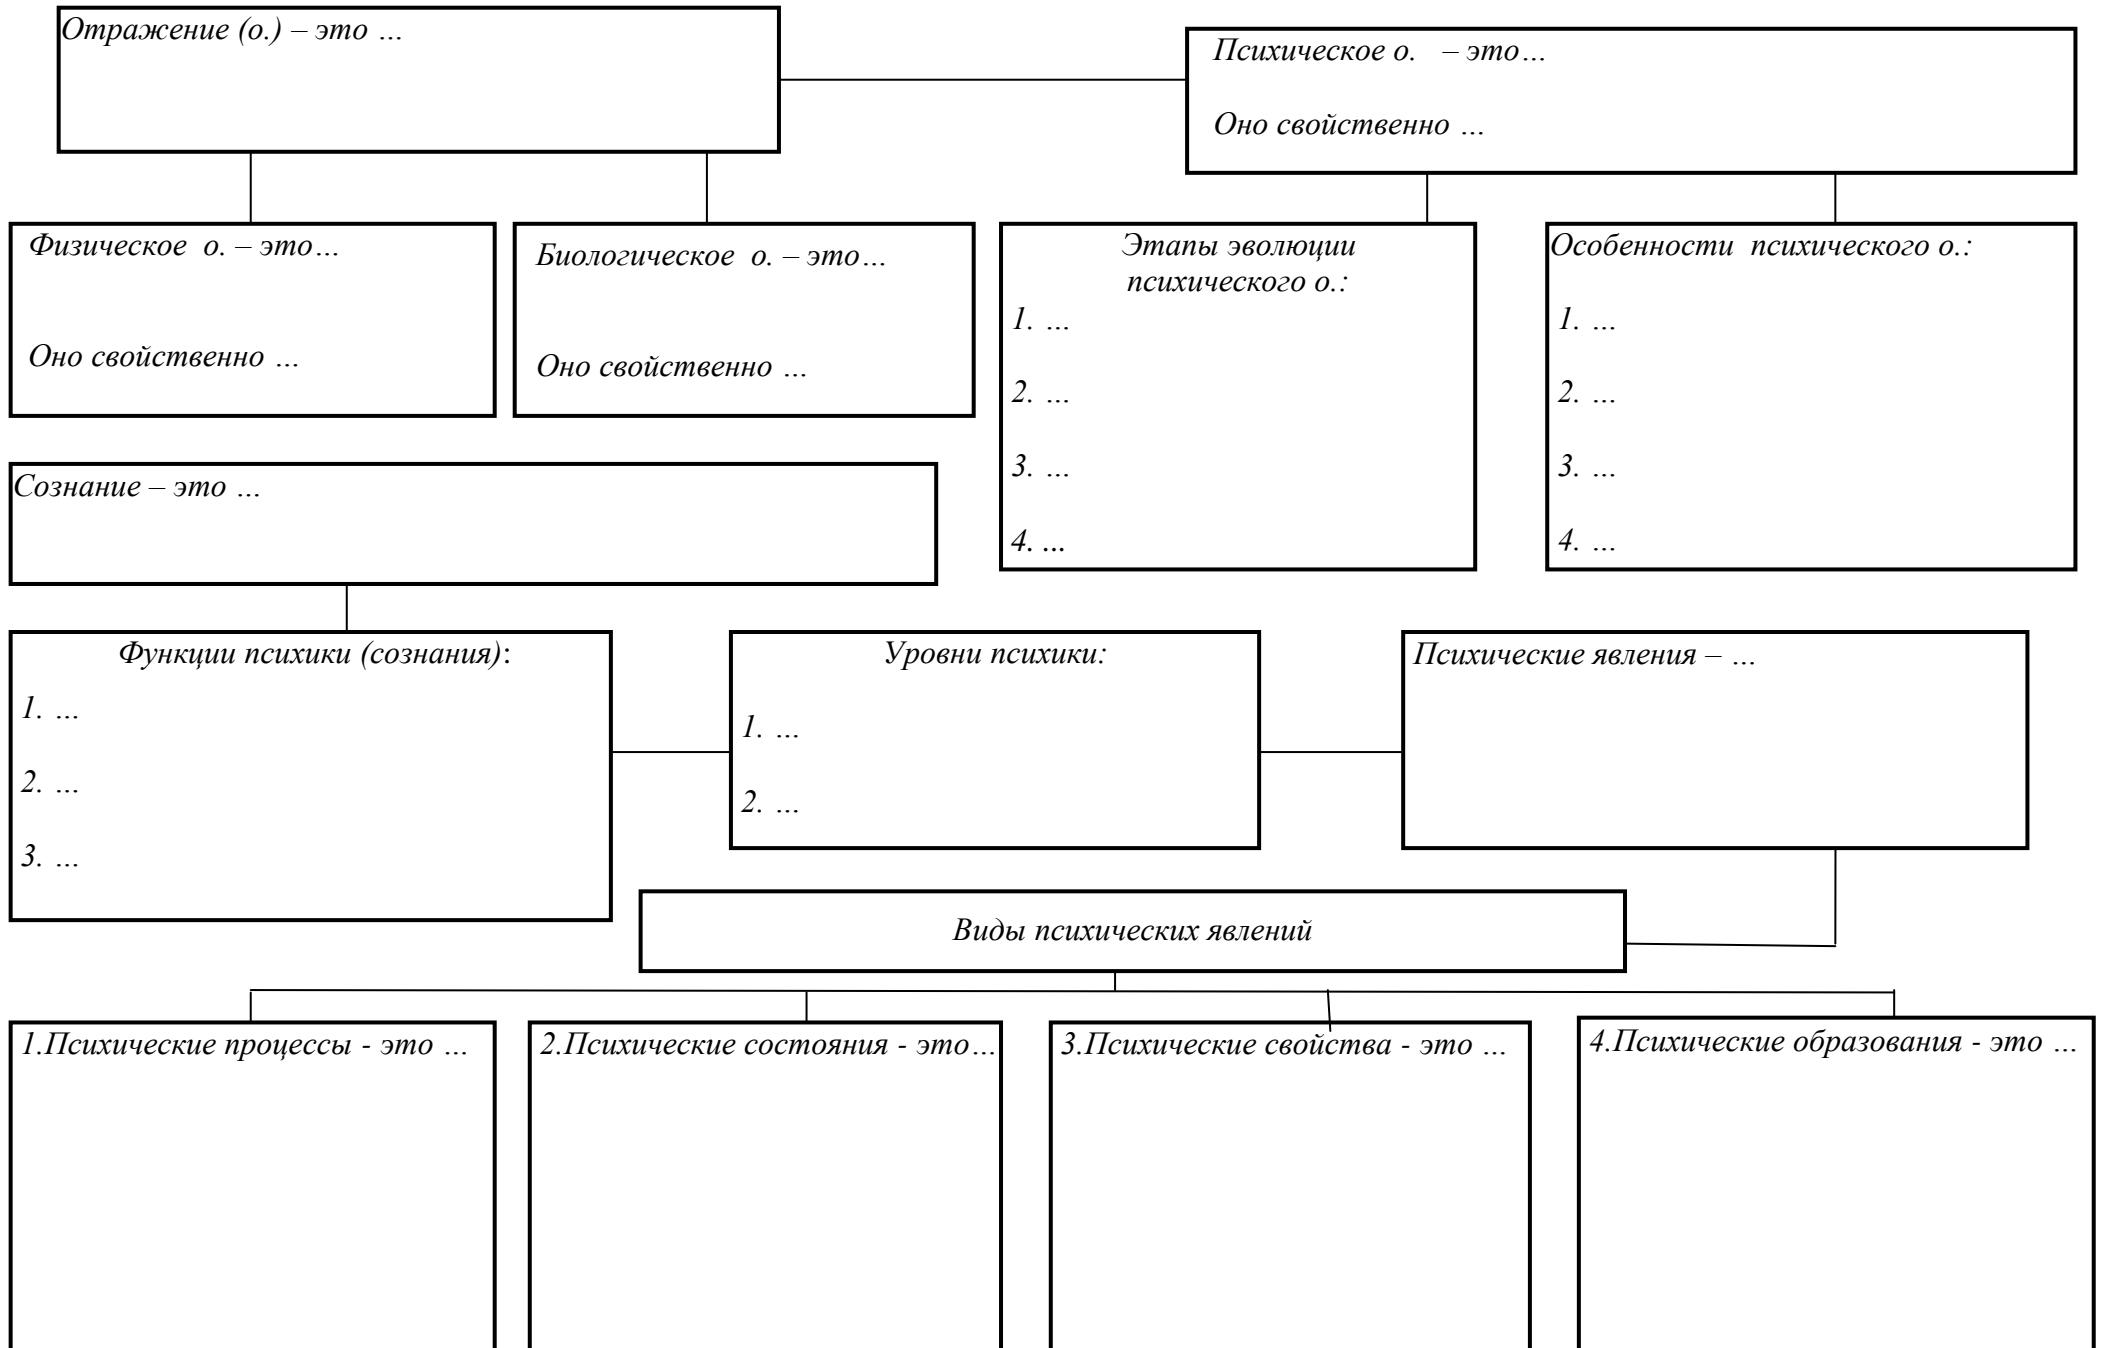 Отражение (о.) – это …
Психическое о. – это…
Оно свойственно …
Физическое о. – это…
Оно свойственно …
Биологическое о. – это…
Оно свойственно …
Этапы эволюции
психического о.:
1. …
2. …
3. …
4. …
Особенности психического о.:
1. …
2. …
3. …
4. …
Сознание – это …
Функции психики (сознания):
1. …
2. …
3. …
Уровни психики:
1. …
2. …
Психические явления – …
Виды психических явлений
1.Психические процессы - это …
2.Психические состояния - это…
3.Психические свойства - это …
4.Психические образования - это …